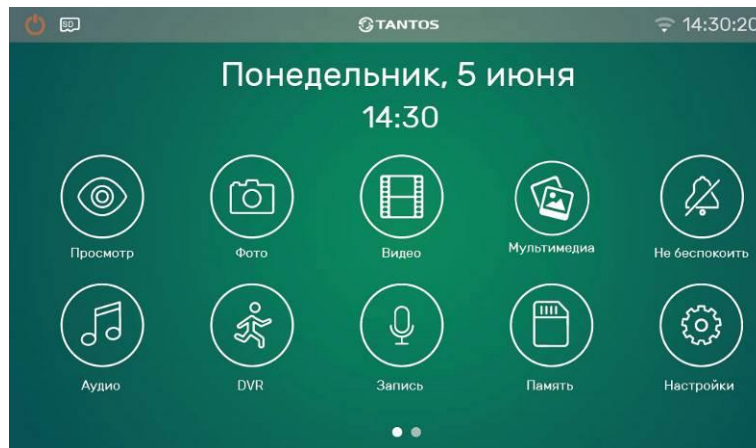 SD TANTOS 14:30:20
Понедельник, 5 июня
14:30
Просмотр Фото Видео Мультимедиа Не беспокоить
Аудио DVR Запись Память Настройки